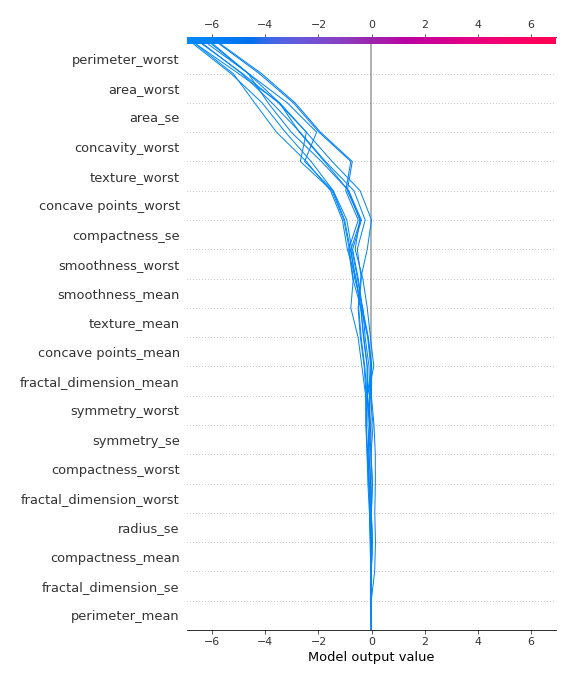 −6 −4 −2 0 2 4 6
perimeter_worst
area_worst
area_se
concavity_worst
texture_worst
concave points_worst
compactness_se
smoothness_worst
smoothness_mean
texture_mean
concave points_mean
fractal_dimension_mean
symmetry_worst
symmetry_se
compactness_worst
fractal_dimension_worst
radius_se
compactness_mean
fractal_dimension_se
perimeter_mean
−6 −4 −2 0 2 4 6
Model output value